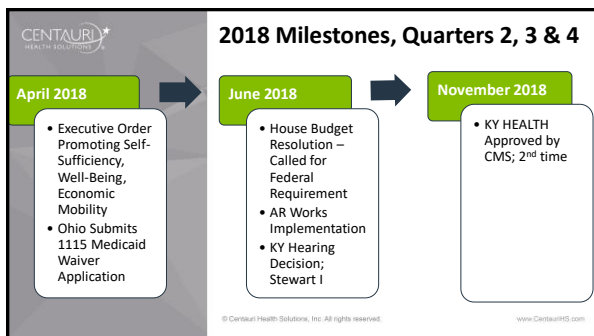 CENTAURI
HEALTH SOLUTIONS
2018 Milestones, Quarters 2, 3 & 4
April 2018
• Executive Order
Promoting Self-
Sufficiency,
Well-Being,
Economic
Mobility
• Ohio Submits
1115 Medicaid
Waiver
Application
June 2018
• House Budget
Resolution –
Called for
Federal
Requirement
• AR Works
Implementation
• KY Hearing
Decision;
Stewart I
November 2018
• KY HEALTH
Approved by
CMS; 2nd time
© Centauri Health Solutions, Inc. All rights reserved.
www.CentauriHS.com